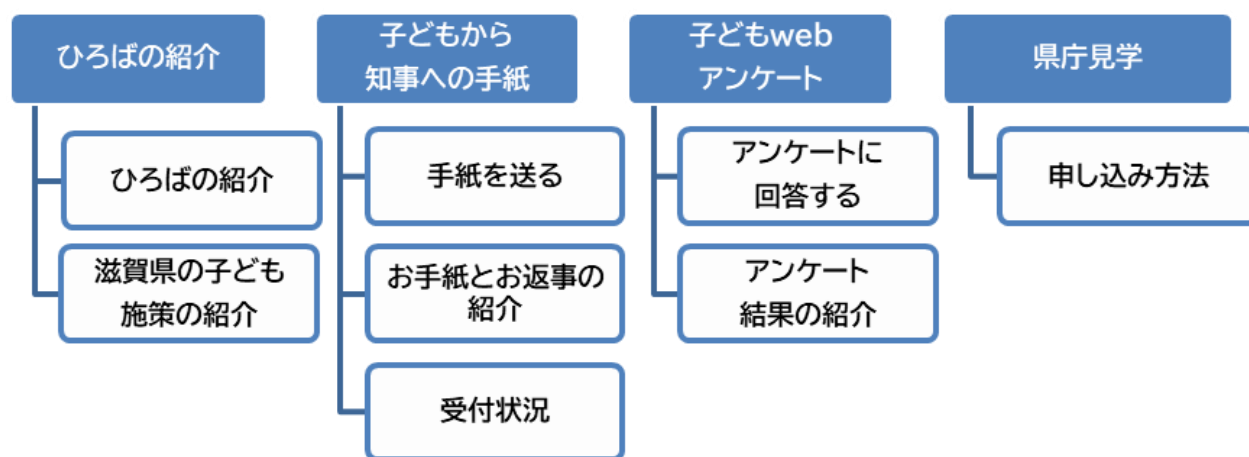 ひろばの紹介
ひろばの紹介
滋賀県の子ども
施策の紹介
子どもから
知事への手紙
手紙を送る
お手紙とお返事の
紹介
受付状況
子どもweb
アンケート
アンケートに
回答する
アンケート
結果の紹介
県庁見学
申し込み方法